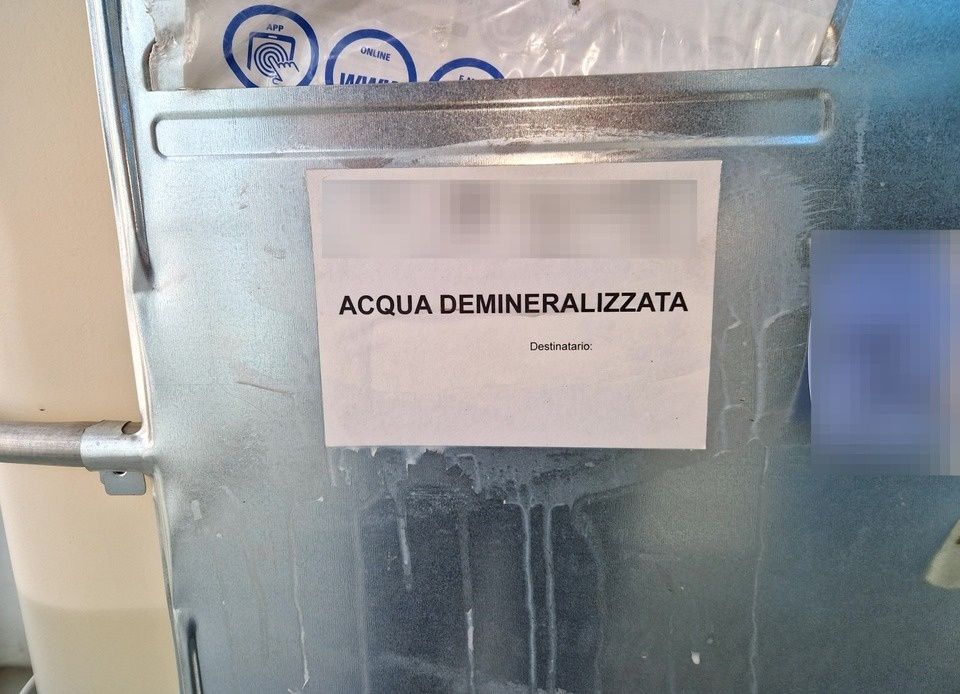 APP
ONLINE
ACQUA DEMINERALIZZATA
Destinatario: